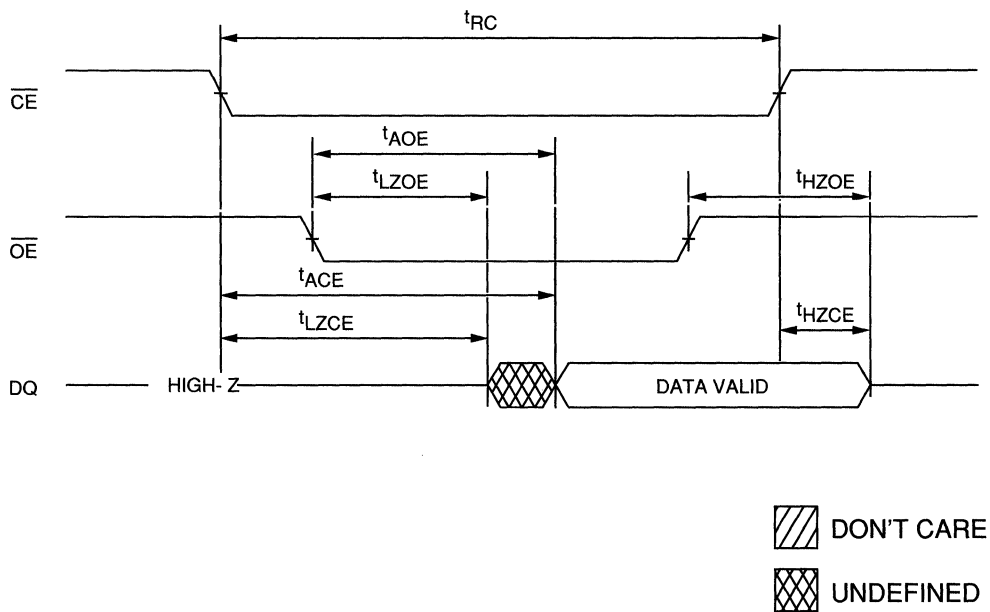 tRC
CE
tAOE
tLZOE
tHZOE
OE
tACE
tLZCE
tHZCE
DQ
HIGH- Z
DATA VALID
DON'T CARE
UNDEFINED